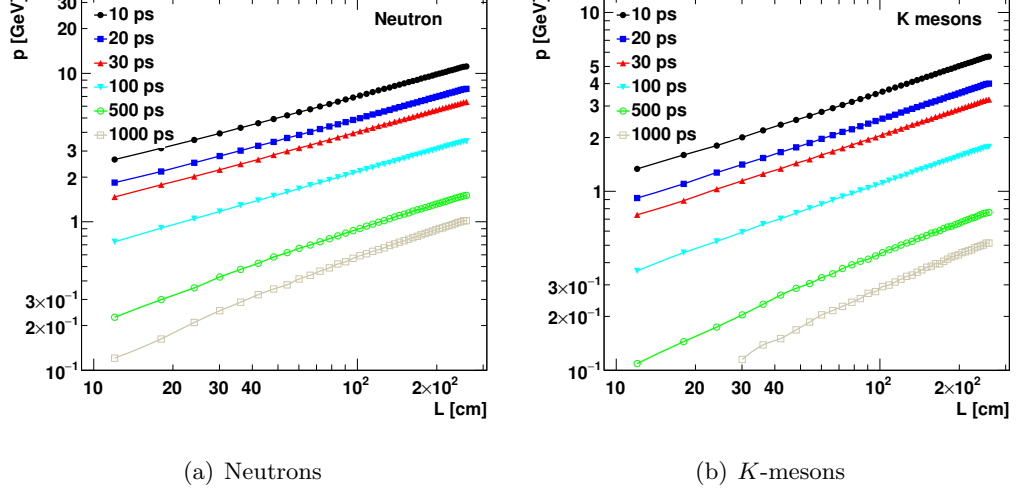 p [GeV]
30
10
3
2
1
3×10⁻¹
2×10⁻¹
10⁻¹
Neutron
10 ps
20 ps
30 ps
100 ps
500 ps
1000 ps
10 20 30 40 10² 2×10²
L [cm]
(a) Neutrons
p [GeV]
10
5
4
3
2
1
3×10⁻¹
2×10⁻¹
10⁻¹
K mesons
10 ps
20 ps
30 ps
100 ps
500 ps
1000 ps
10 20 30 40 10² 2×10²
L [cm]
(b) K-mesons